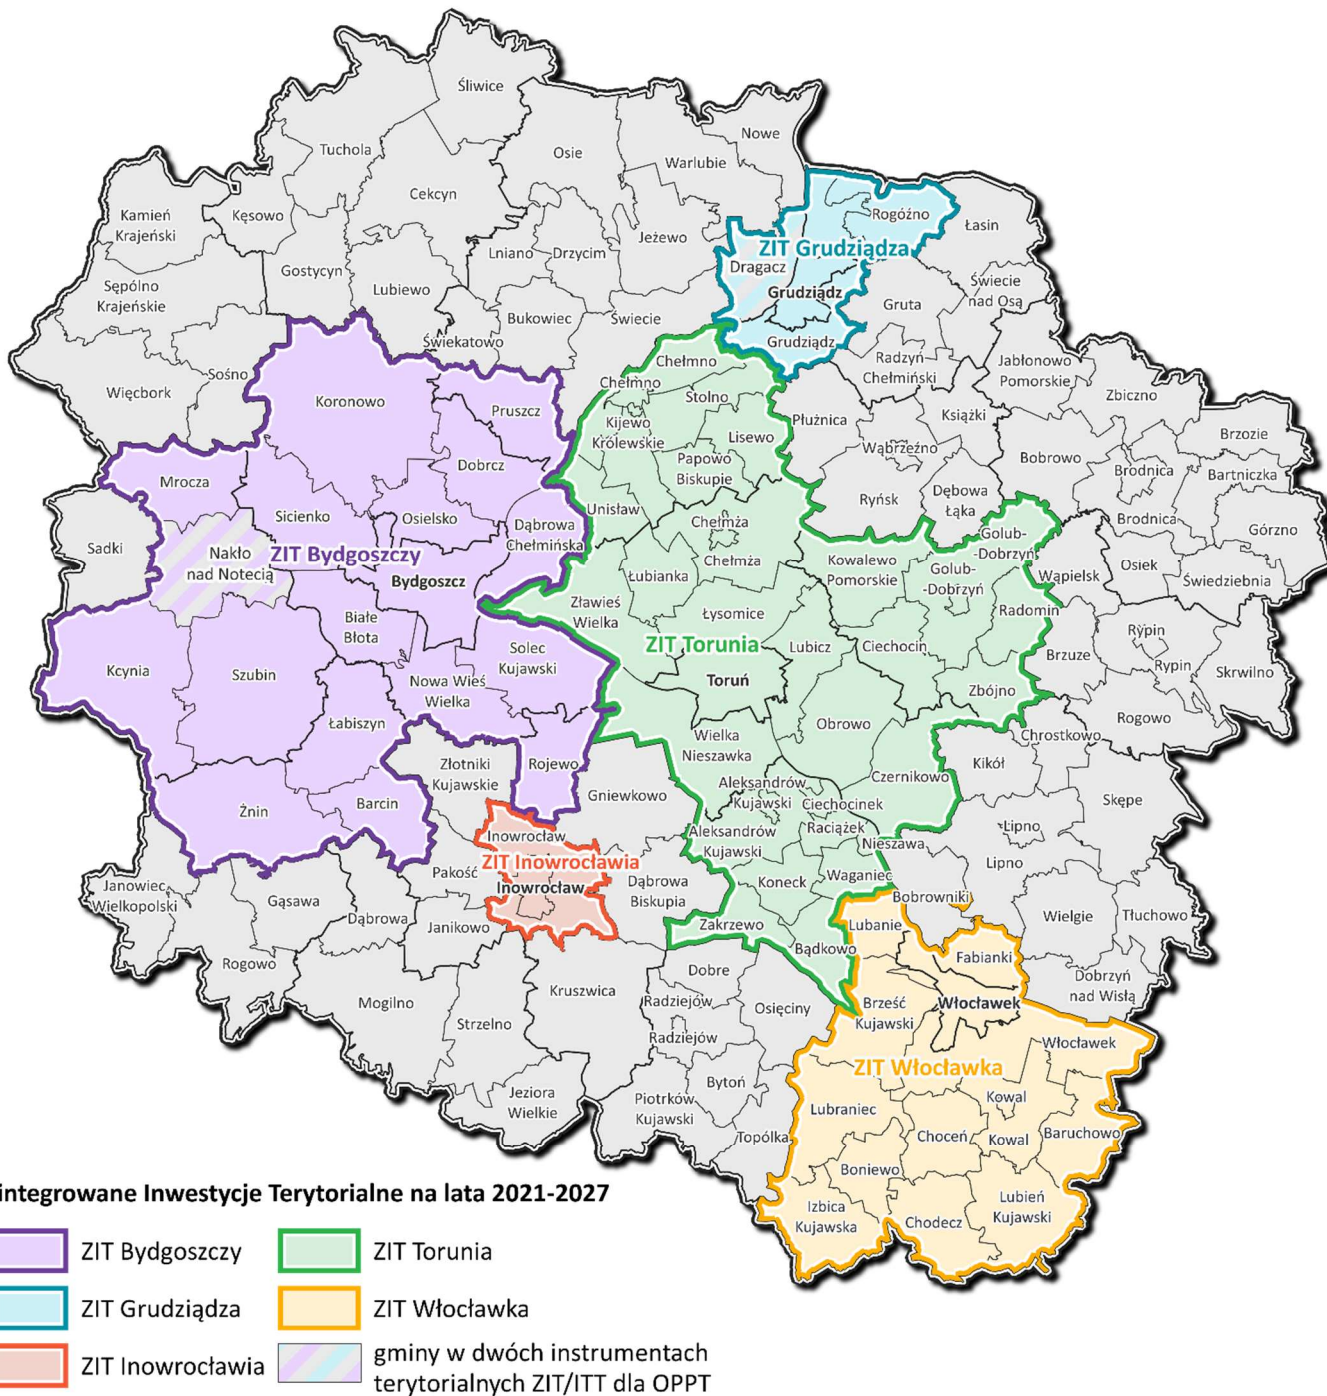 Śliwice
Nowe
Tuchola
Osie
Warlubie
Cekcyn
Kamień
Krajeński
Kęsowo
Rogóźno
Łasin
Jeżewo
ZIT Grudziądza
Lniano
Drzycim
Gostycyn
Dragacz
Sępólno
Krajeńskie
Lubiewo
Grudziądz
Świecie
nad Osą
Gruta
Bukowiec
Świecie
Świekatowo
Grudziądz
Radzyń
Chełmiński
Jabłonowo
Pomorskie
Chełmno
Sośno
Więcbork
Chełmno
Zbiczno
Koronowo
Stolno
Pruszcz
Płużnica
Książki
Kijewo
Królewskie
Lisewo
Brzozie
Wąbrzeźno
Bobrowo
Dobrcz
Papowo
Biskupie
Brodnica
Bartniczka
Mrocza
Ryńsk
Dębowa
Łąka
Unisław
Sicienko
Osielsko
Chełmża
Brodnica
Górzno
Dąbrowa
Chełmińska
Golub-
-Dobrzyń
Sadki
Nakło
nad Notecią
ZIT Bydgoszczy
Chełmża
Kowalewo
Pomorskie
Golub-
-Dobrzyń
Osiek
Wąpielsk
Świedziebnia
Bydgoszcz
Łubianka
Zławieś
Wielka
Łysomice
Radomin
Białe
Błota
Rypin
ZIT Torunia
Lubicz
Ciechocin
Brzuze
Solec
Kujawski
Rypin
Skrwilno
Kcynia
Szubin
Nowa Wieś
Wielka
Toruń
Zbójno
Łabiszyn
Obrowo
Rogowo
Wielka
Nieszawka
Chrostkowo
Złotniki
Kujawskie
Rojewo
Kikół
Czernikowo
Aleksandrów
Kujawski
Gniewkowo
Skępe
Żnin
Barcin
Ciechocinek
Aleksandrów
Kujawski
Raciążek
Lipno
Inowrocław
Nieszawa
ZIT Inowrocławia
Lipno
Pakość
Waganiec
Koneck
Inowrocław
Dąbrowa
Biskupia
Janowiec
Wielkopolski
Bobrowniki
Gąsawa
Wielgie
Tłuchowo
Dąbrowa
Janikowo
Zakrzewo
Lubanie
Bądkowo
Fabianki
Rogowo
Dobre
Dobrzyń
nad Wisłą
Kruszwica
Mogilno
Radziejów
Osięciny
Brześć
Kujawski
Włocławek
Strzelno
Radziejów
Włocławek
ZIT Włocławka
Bytoń
Jeziora
Wielkie
Piotrków
Kujawski
Lubraniec
Kowal
Topólka
Choceń
Kowal
Baruchowo
Boniewo
Izbica
Kujawska
Chodecz
Lubień
Kujawski
integrowane Inwestycje Terytorialne na lata 2021-2027
ZIT Bydgoszczy
ZIT Torunia
ZIT Grudziądza
ZIT Włocławka
ZIT Inowrocławia
gminy w dwóch instrumentach
terytorialnych ZIT/ITT dla OPPT